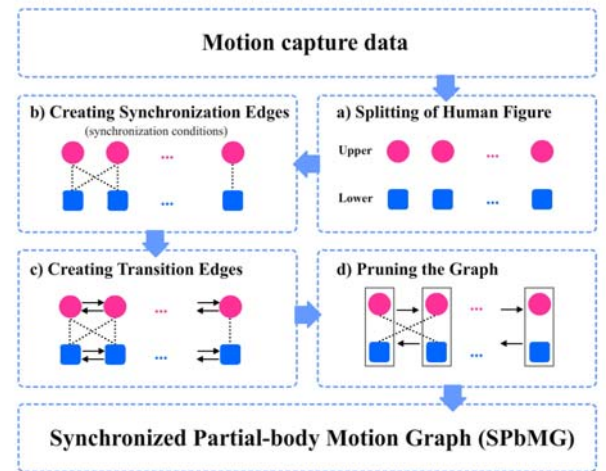 Motion capture data
a) Splitting of Human Figure
Upper
...
Lower
...
b) Creating Synchronization Edges
(synchronization conditions)
...
...
c) Creating Transition Edges
...
...
d) Pruning the Graph
...
...
Synchronized Partial-body Motion Graph (SPbMG)